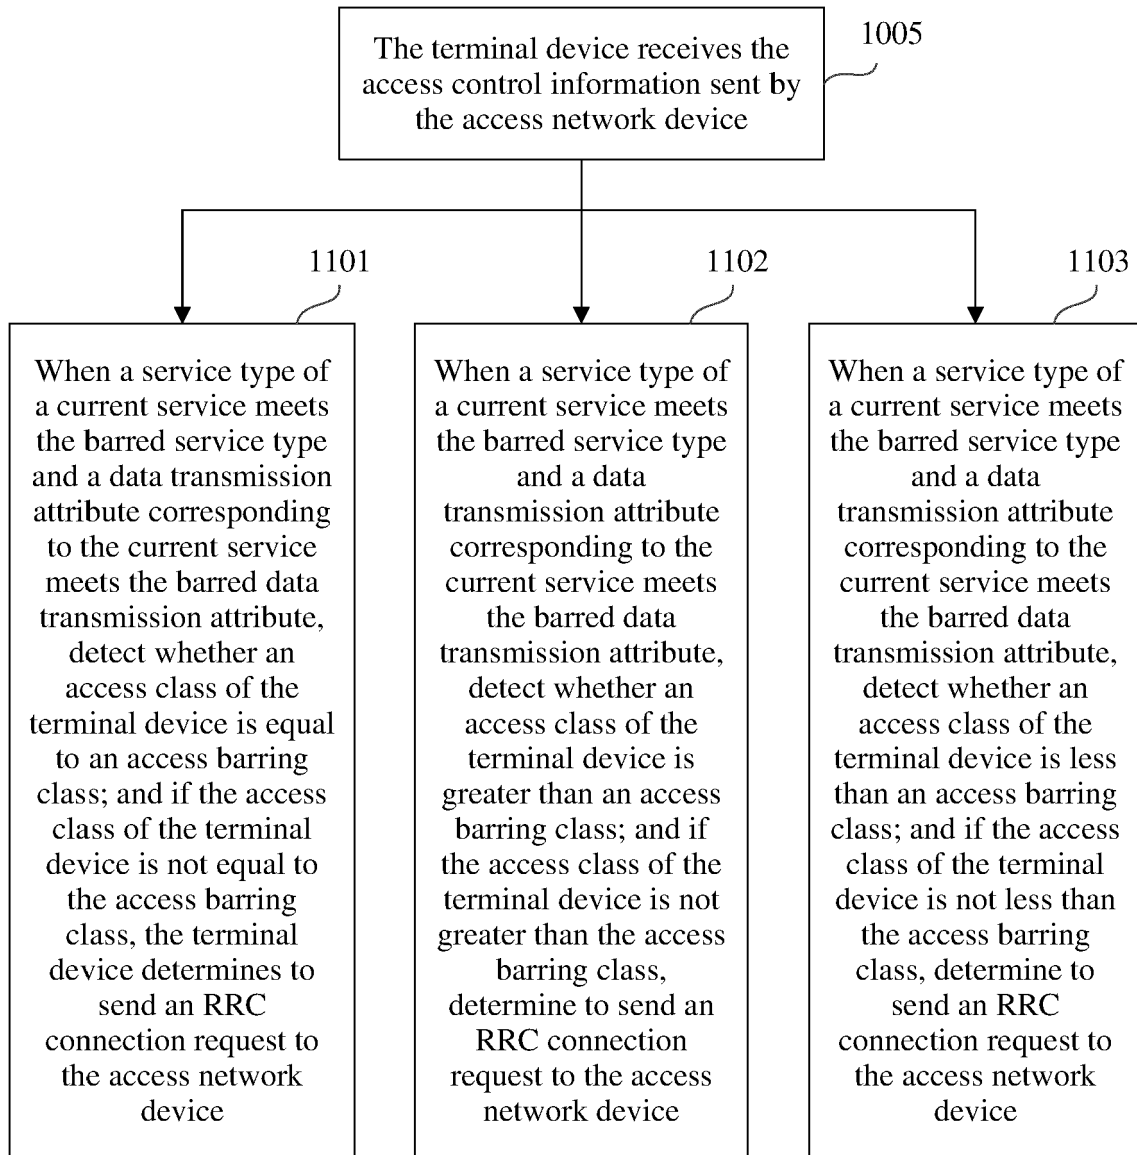 The terminal device receives the
access control information sent by
the access network device
1005
1101
When a service type of
a current service meets
the barred service type
and a data transmission
attribute corresponding
to the current service
meets the barred data
transmission attribute,
detect whether an
access class of the
terminal device is equal
to an access barring
class; and if the access
class of the terminal
device is not equal to
the access barring
class, the terminal
device determines to
send an RRC
connection request to
the access network
device
1102
When a service type of
a current service meets
the barred service type
and a data
transmission attribute
corresponding to the
current service meets
the barred data
transmission attribute,
detect whether an
access class of the
terminal device is
greater than an access
barring class; and if
the access class of the
terminal device is not
greater than the access
barring class,
determine to send an
RRC connection
request to the access
network device
1103
When a service type of
a current service meets
the barred service type
and a data
transmission attribute
corresponding to the
current service meets
the barred data
transmission attribute,
detect whether an
access class of the
terminal device is less
than an access barring
class; and if the access
class of the terminal
device is not less than
the access barring
class, determine to
send an RRC
connection request to
the access network
device